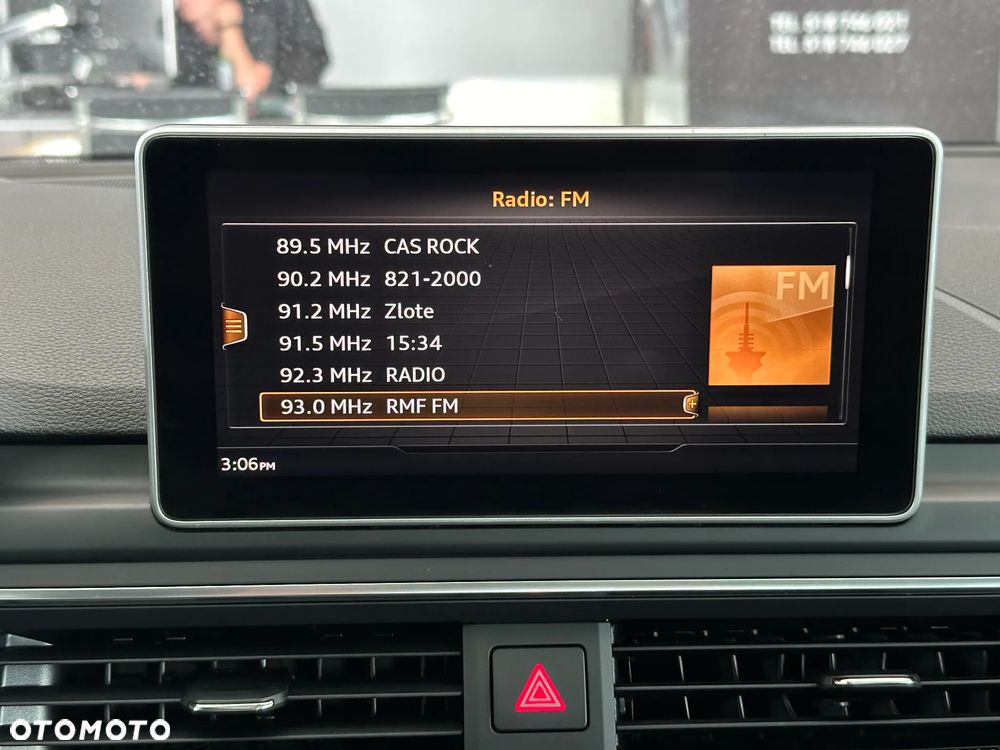 Radio: FM
89.5 MHz CAS ROCK
90.2 MHz 821-2000
91.2 MHz Zlote
91.5 MHz 15:34
92.3 MHz RADIO
93.0 MHz RMF FM
FM
3:06PM
OTOMOTO